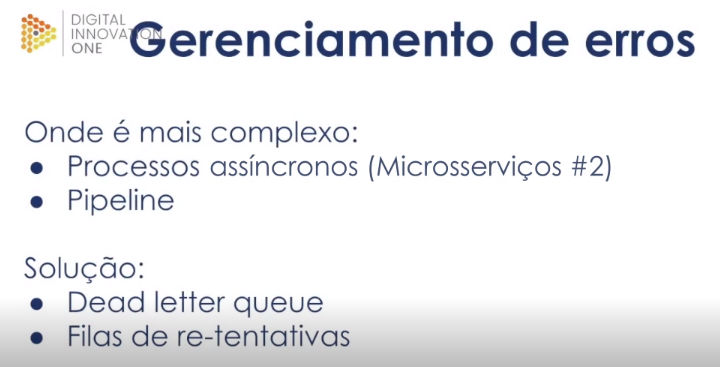 DIGITAL
INNOVATION
ONE
Gerenciamento de erros
Onde é mais complexo:
● Processos assíncronos (Microsserviços #2)
● Pipeline
Solução:
● Dead letter queue
● Filas de re-tentativas